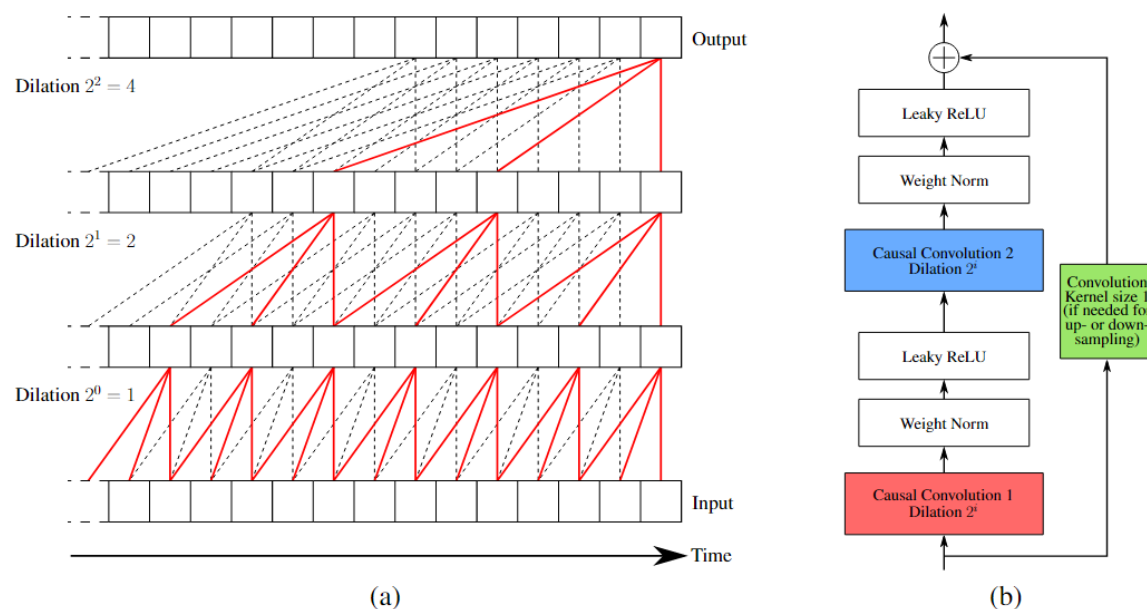 Output
Dilation 2² = 4
Dilation 2¹ = 2
Dilation 2⁰ = 1
Input
Time
(a)
Leaky ReLU
Weight Norm
Causal Convolution 2
Dilation 2ⁱ
Convolution
Kernel size 1
(if needed for
up- or down-
sampling)
Leaky ReLU
Weight Norm
Causal Convolution 1
Dilation 2ⁱ
(b)